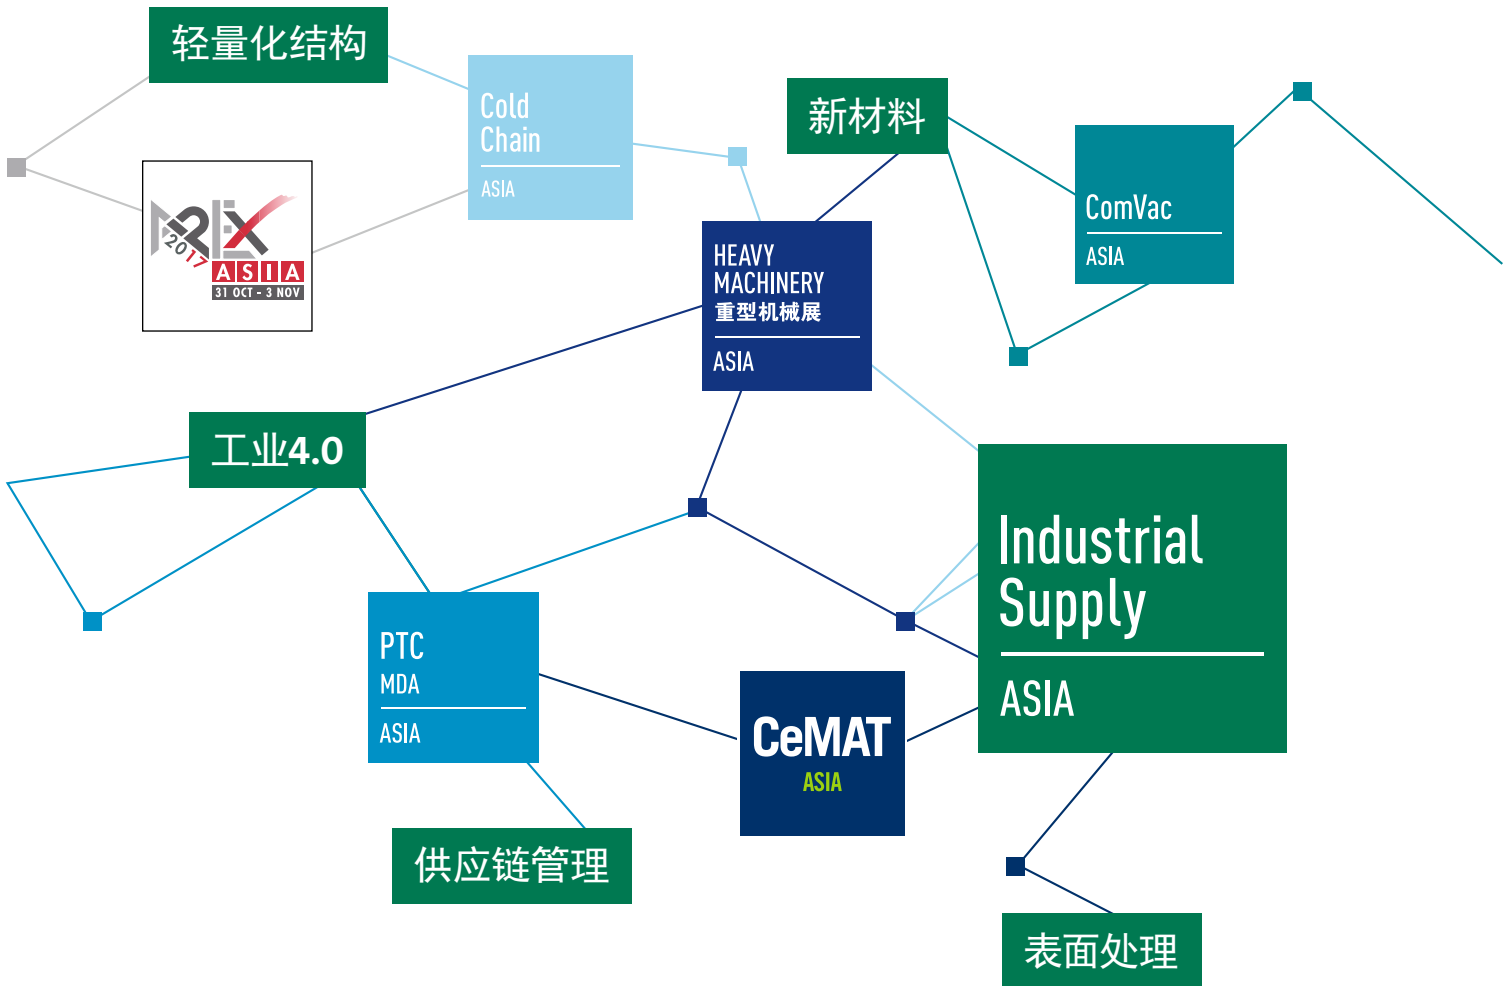 轻量化结构
Cold
Chain
ASIA
新材料
ComVac
ASIA
2017
ASIA
31 OCT - 3 NOV
HEAVY
MACHINERY
重型机械展
ASIA
工业4.0
Industrial
Supply
ASIA
PTC
MDA
ASIA
CeMAT
ASIA
供应链管理
表面处理